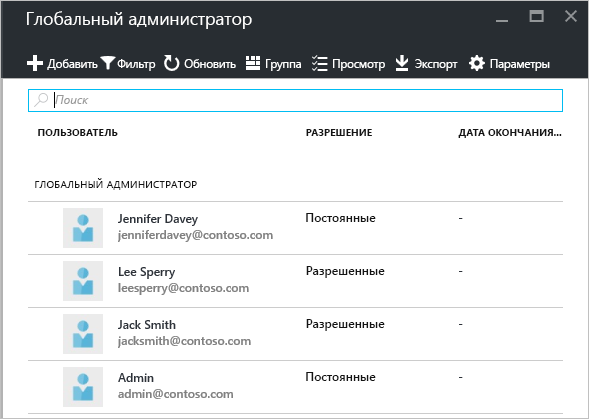 Глобальный администратор
Добавить Фильтр Обновить Группа Просмотр Экспорт Параметры
Поиск
ПОЛЬЗОВАТЕЛЬ РАЗРЕШЕНИЕ ДАТА ОКОНЧАНИЯ...
ГЛОБАЛЬНЫЙ АДМИНИСТРАТОР
Jennifer Davey Постоянные -
jenniferdavey@contoso.com
Lee Sperry Разрешенные -
leesperry@contoso.com
Jack Smith Разрешенные -
jacksmith@contoso.com
Admin Постоянные -
admin@contoso.com